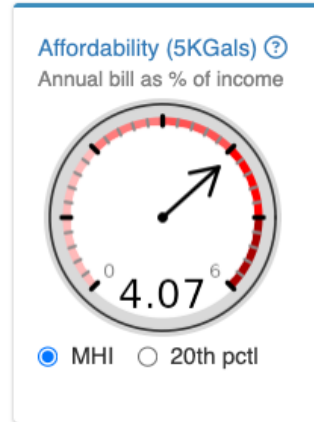 Affordability (5KGals) ?
Annual bill as % of income
0 6
4.07
MHI 20th pctl